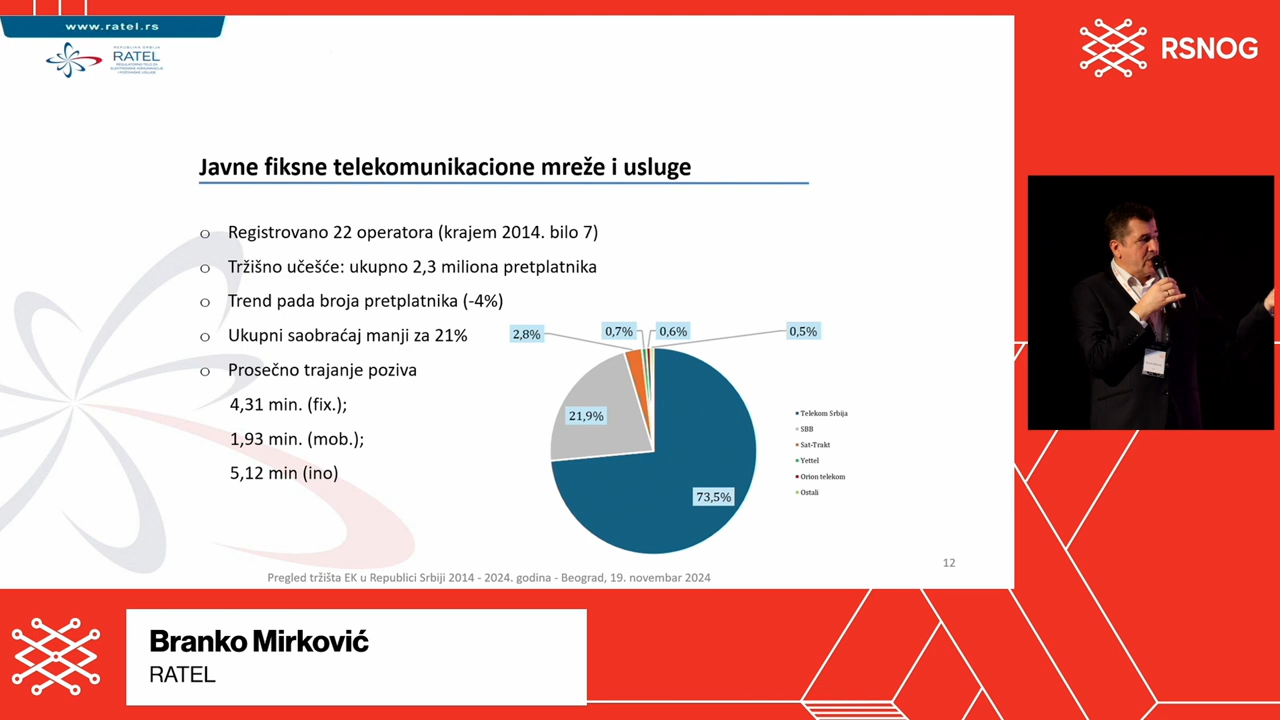 www.ratel.rs
REPUBLIKA SRBIJA
RATEL
REGULATORNO TELO ZA
ELEKTRONSKE KOMUNIKACIJE
I POŠTANSKE USLUGE
RSNOG
Javne fiksne telekomunikacione mreže i usluge
o Registrovano 22 operatora (krajem 2014. bilo 7)
o Tržišno učešće: ukupno 2,3 miliona pretplatnika
o Trend pada broja pretplatnika (-4%)
o Ukupni saobraćaj manji za 21%
o Prosečno trajanje poziva
4,31 min. (fix.);
1,93 min. (mob.);
5,12 min (ino)
2,8%
0,7%
0,6%
0,5%
21,9%
73,5%
Telekom Srbija
SBB
Sat-Trakt
Yettel
Orion telekom
Ostali
12
Pregled tržišta EK u Republici Srbiji 2014 - 2024. godina - Beograd, 19. novembar 2024
Branko Mirković
RATEL